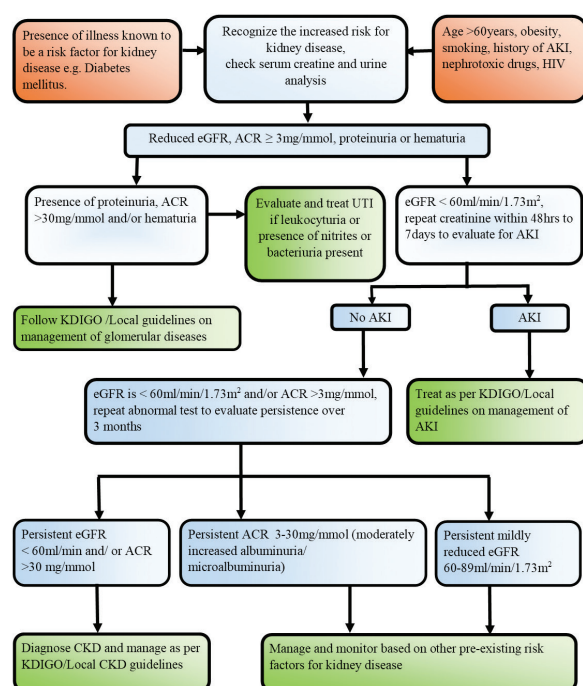 Presence of illness known to
be a risk factor for kidney
disease e.g. Diabetes
mellitus.
Recognize the increased risk for
kidney disease,
check serum creatine and urine
analysis
Age >60years, obesity,
smoking, history of AKI,
nephrotoxic drugs, HIV
Reduced eGFR, ACR ≥ 3mg/mmol, proteinuria or hematuria
Presence of proteinuria, ACR
>30mg/mmol and/or hematuria
Evaluate and treat UTI
if leukocyturia or
presence of nitrites or
bacteriuria present
eGFR < 60ml/min/1.73m²,
repeat creatinine within 48hrs to
7days to evaluate for AKI
Follow KDIGO /Local guidelines on
management of glomerular diseases
No AKI
AKI
eGFR is < 60ml/min/1.73m² and/or ACR >3mg/mmol,
repeat abnormal test to evaluate persistence over
3 months
Treat as per KDIGO/Local
guidelines on management of
AKI
Persistent eGFR
< 60ml/min and/ or ACR
>30 mg/mmol
Persistent ACR 3-30mg/mmol (moderately
increased albuminuria/
microalbuminuria)
Persistent mildly
reduced eGFR
60-89ml/min/1.73m²
Diagnose CKD and manage as per
KDIGO/Local CKD guidelines
Manage and monitor based on other pre-existing risk
factors for kidney disease